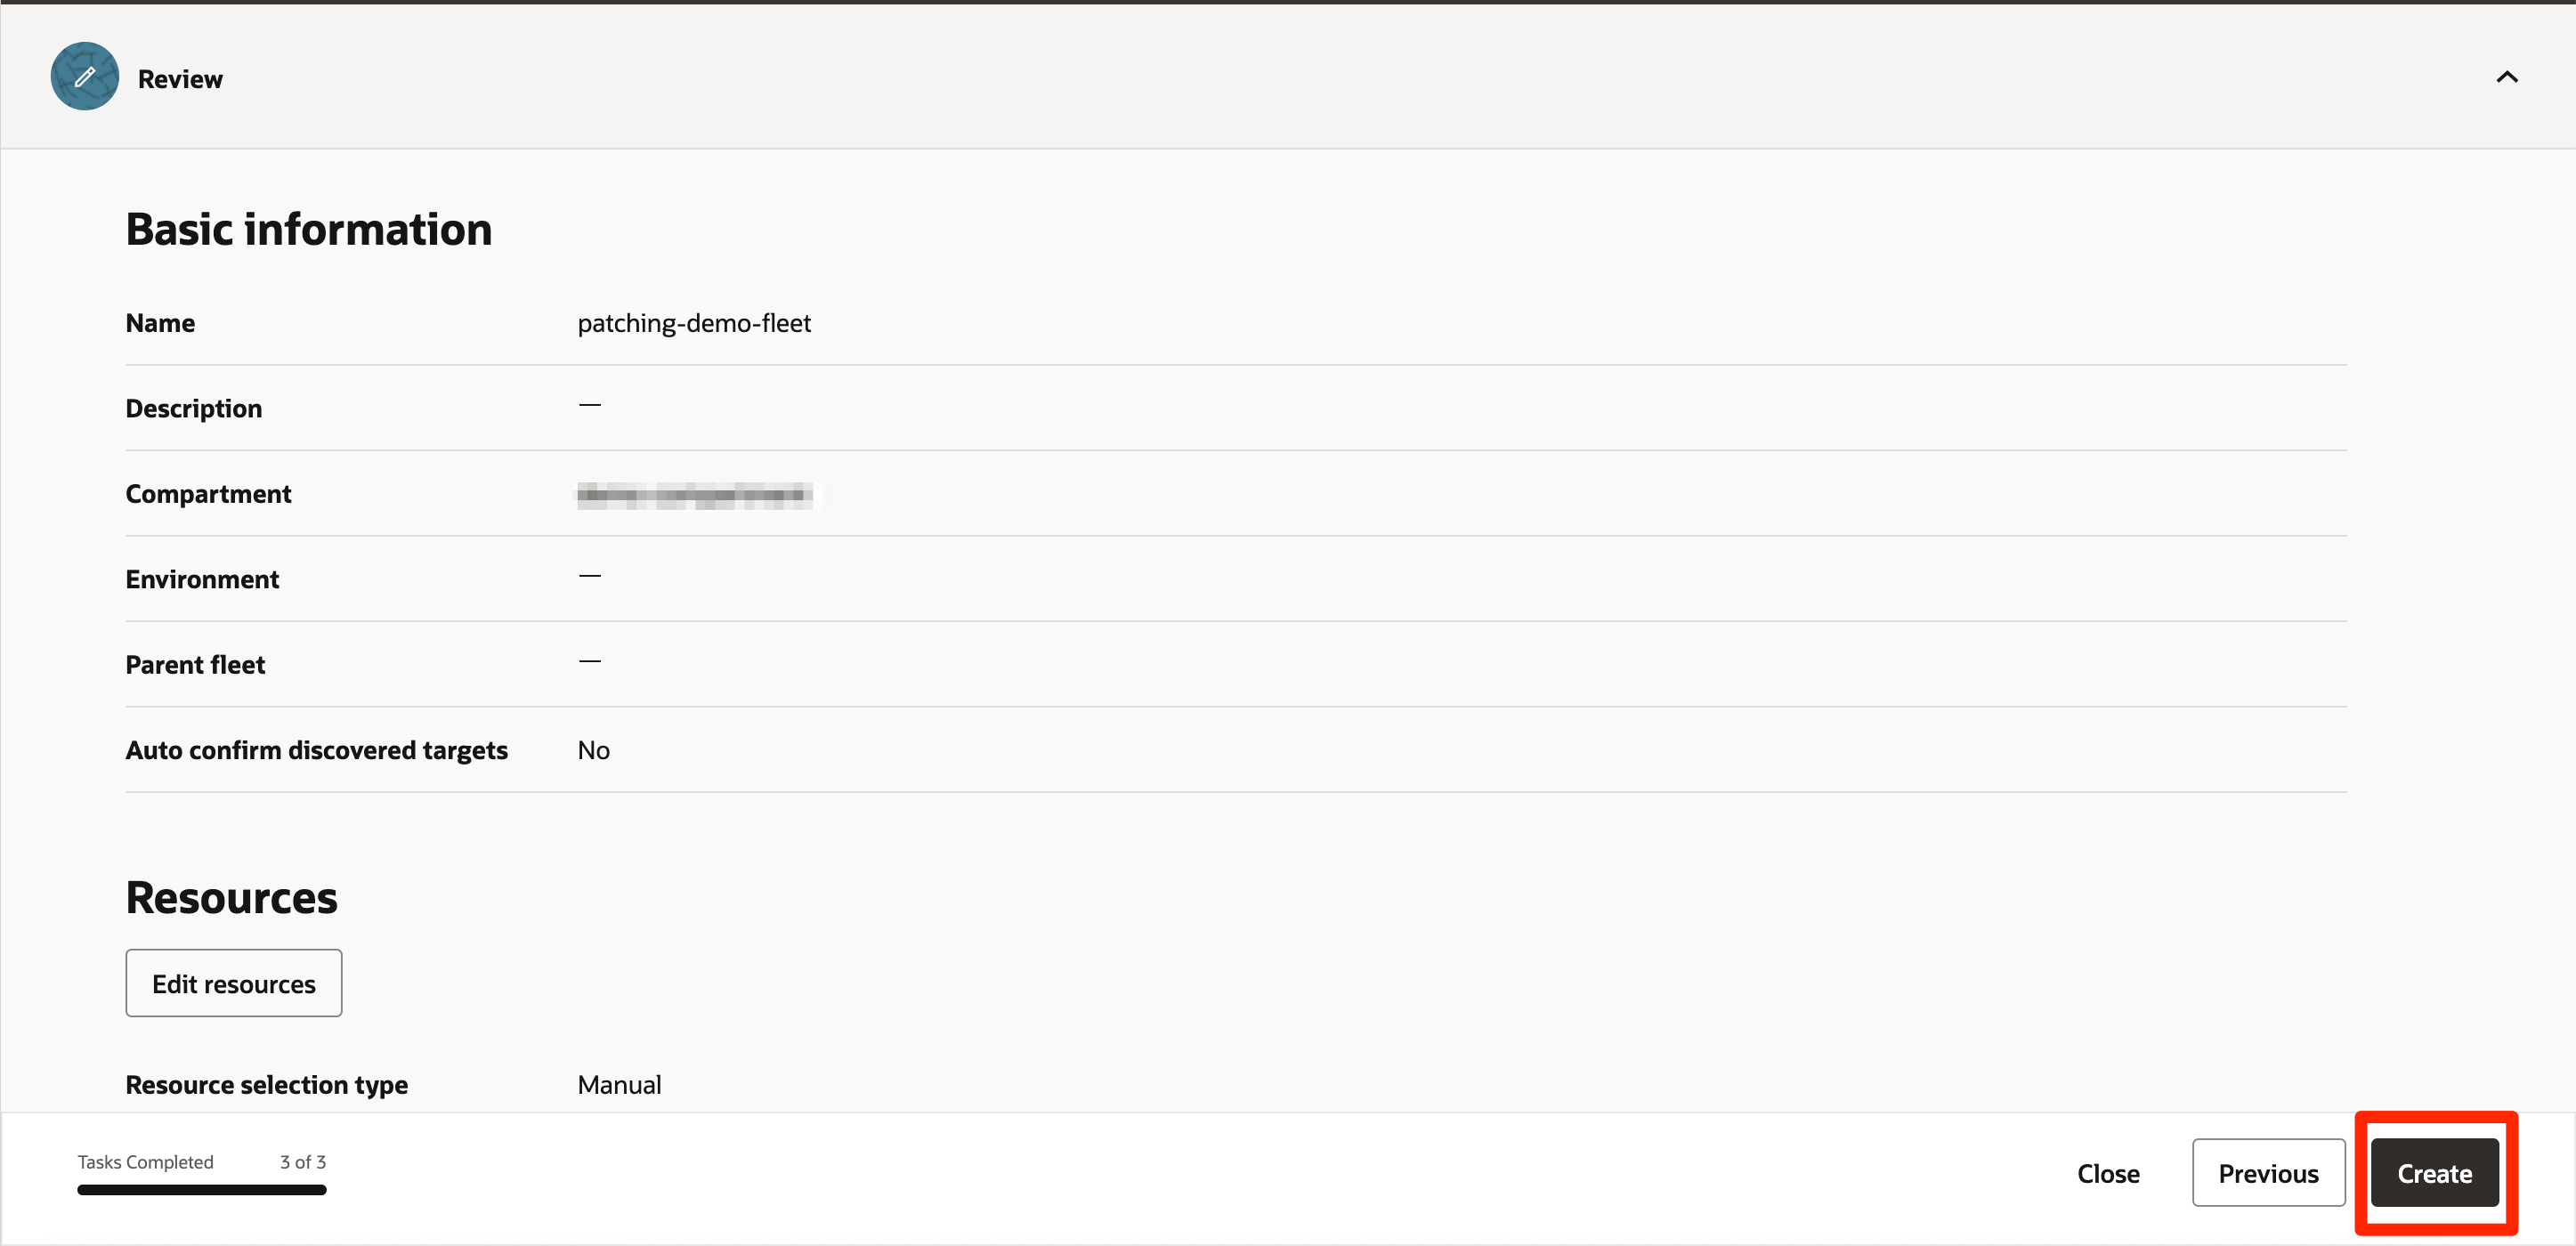 Review
Basic information
Name patching-demo-fleet
Description —
Compartment
Environment —
Parent fleet —
Auto confirm discovered targets No
Resources
Edit resources
Resource selection type Manual
Tasks Completed 3 of 3
Close Previous Create